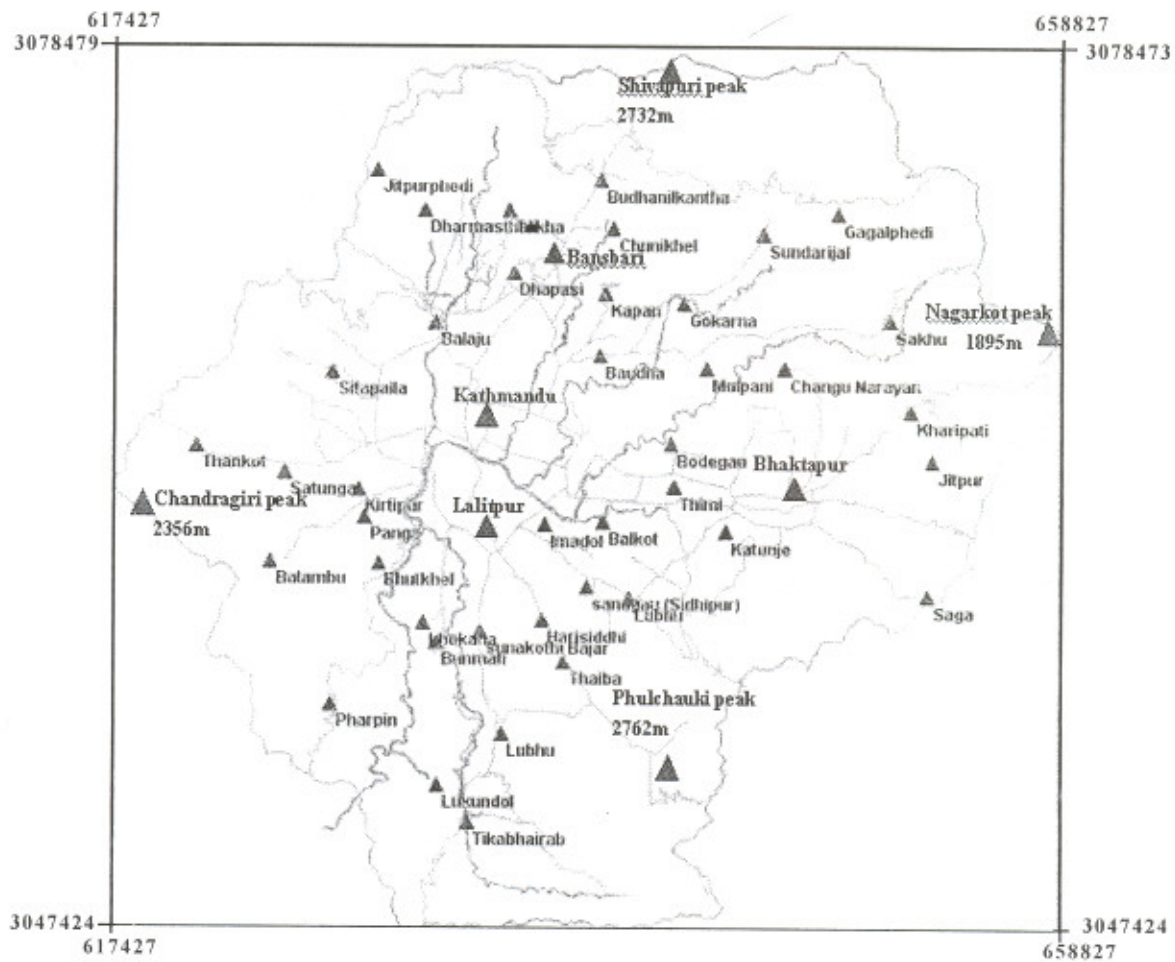 617427
658827
3078479
3078473
Shivapuri peak
2732m
Jitpurphedi
Budhanilkantha
Dharmasthali
Gagalphedi
Chunikhel
Sundarijal
Bansbari
Dhapasi
Kapan
Gokarna
Nagarkot peak
Sakhu
1895m
Balaju
Baudha
Mulpani
Changu Narayan
Sitapaila
Kathmandu
Kharipati
Thankot
Bodegau
Bhaktapur
Satungal
Jitpur
Chandragiri peak
2356m
Kirtipur
Thimi
Lalitpur
Panga
Imadol
Balkot
Katunje
Balambu
Bhulkhel
sanogau (Sidhipur)
Lubhu
Saga
Harisiddhi
sunakothi Bajar
Bunmati
Thaiba
Phulchauki peak
2762m
Pharpin
Lubhu
Lukundol
Tikabhairab
3047424
3047424
617427
658827